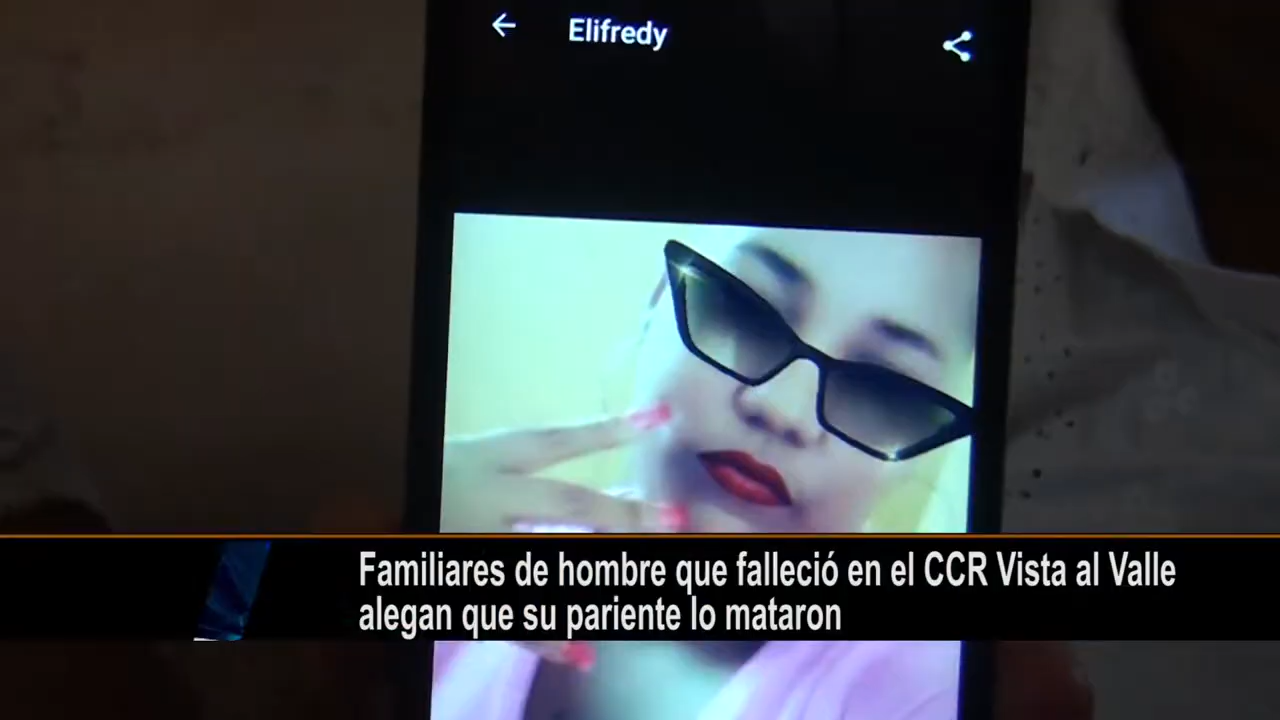 Elifredy
Familiares de hombre que falleció en el CCR Vista al Valle
alegan que su pariente lo mataron